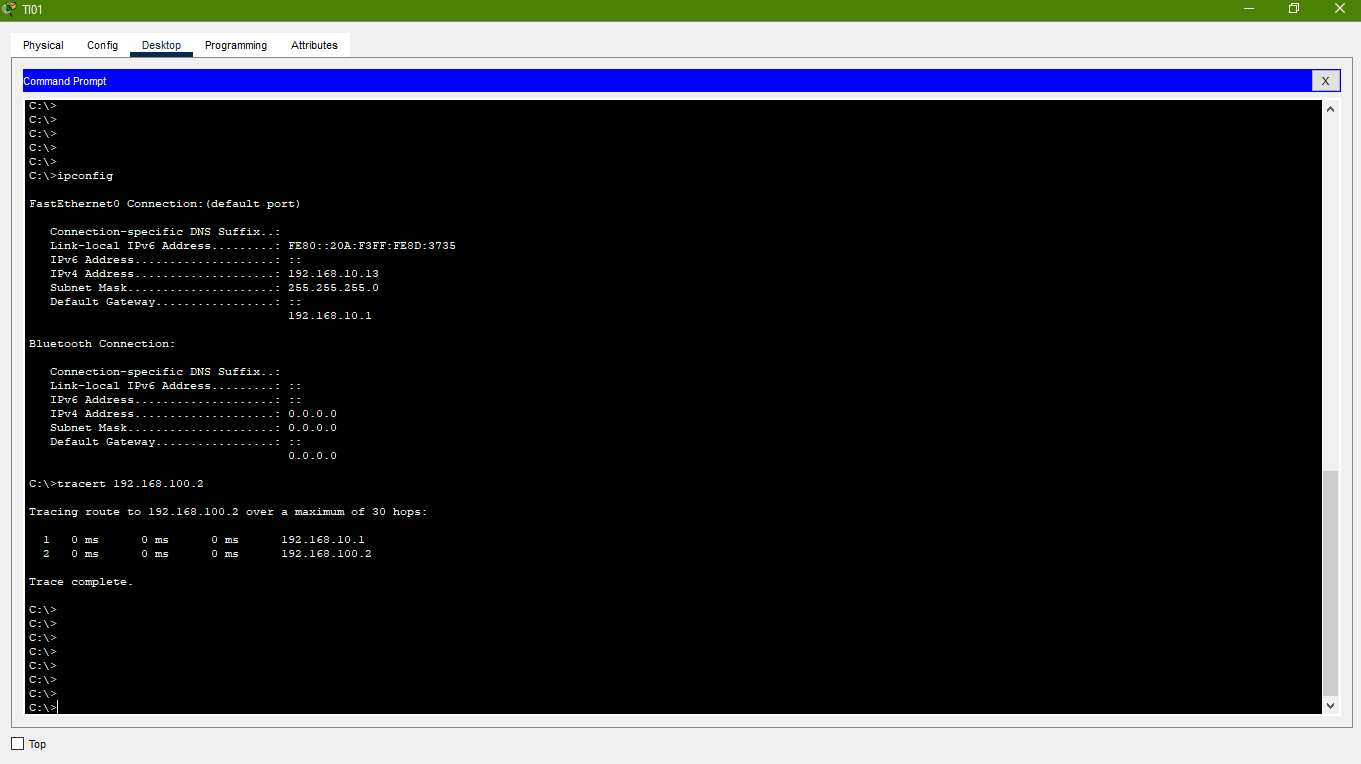 TI01
Physical Config Desktop Programming Attributes
Command Prompt
X
C:\>
C:\>
C:\>
C:\>
C:\>
C:\>ipconfig
FastEthernet0 Connection:(default port)
Connection-specific DNS Suffix..:
Link-local IPv6 Address.........: FE80::20A:F3FF:FE8D:3735
IPv6 Address....................: ::
IPv4 Address....................: 192.168.10.13
Subnet Mask.....................: 255.255.255.0
Default Gateway.................: ::
192.168.10.1
Bluetooth Connection:
Connection-specific DNS Suffix..:
Link-local IPv6 Address.........: ::
IPv6 Address....................: ::
IPv4 Address....................: 0.0.0.0
Subnet Mask.....................: 0.0.0.0
Default Gateway.................: ::
0.0.0.0
C:\>tracert 192.168.100.2
Tracing route to 192.168.100.2 over a maximum of 30 hops:
1 0 ms 0 ms 0 ms 192.168.10.1
2 0 ms 0 ms 0 ms 192.168.100.2
Trace complete.
C:\>
C:\>
C:\>
C:\>
C:\>
C:\>
C:\>
C:\>
Top